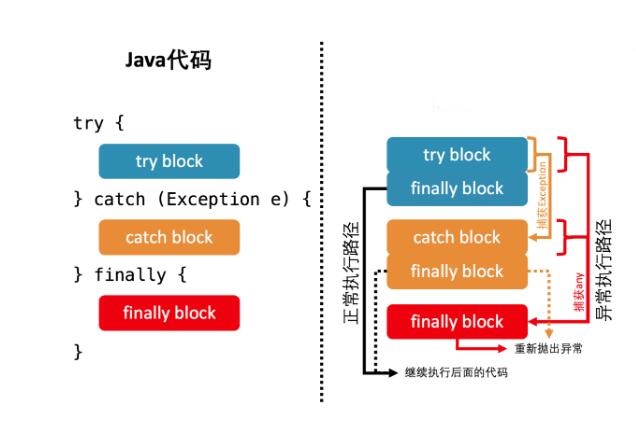 Java代码
try {
try block
} catch (Exception e) {
catch block
} finally {
finally block
}
try block
finally block
catch block
finally block
finally block
捕获Exception
捕获any
正常执行路径
异常执行路径
重新抛出异常
继续执行后面的代码